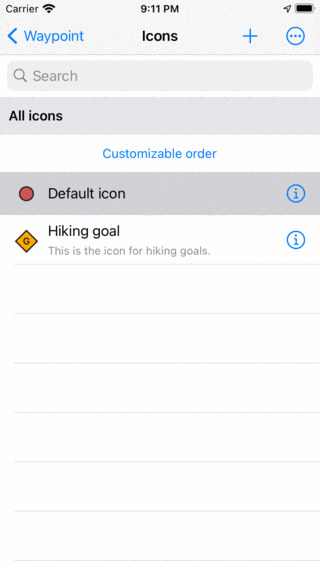 Carrier 9:11 PM
Waypoint Icons
Search
All icons
Customizable order
Default icon
Hiking goal
G
This is the icon for hiking goals.